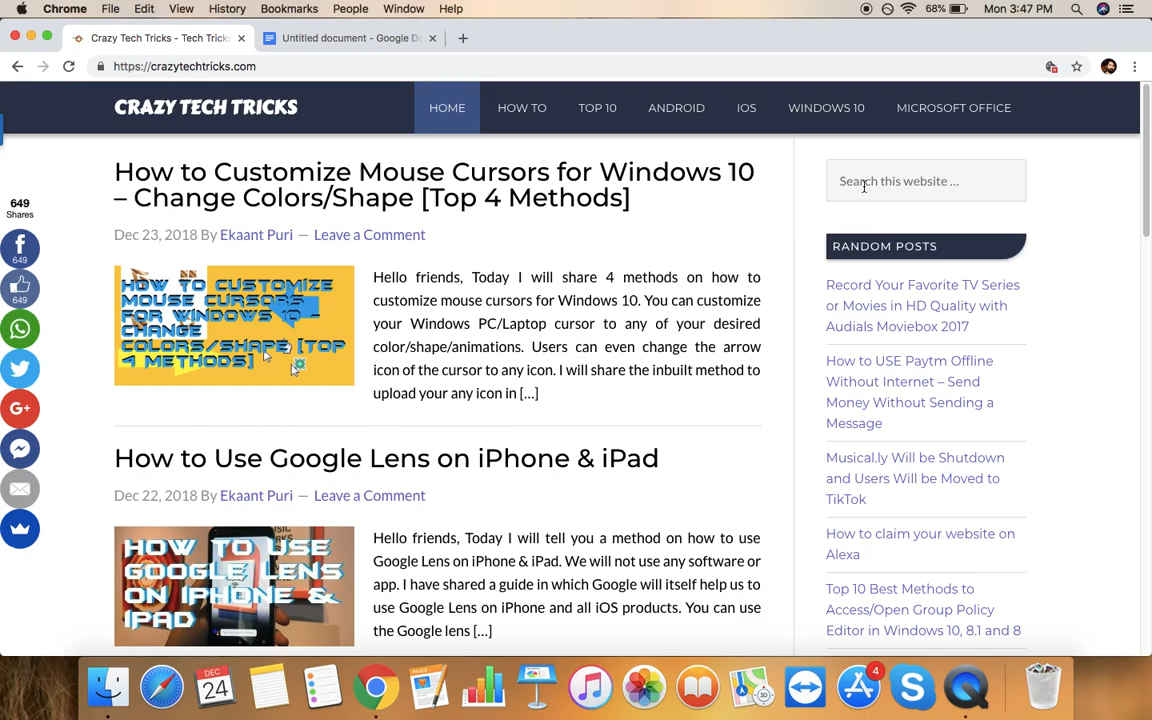 Chrome File Edit View History Bookmarks People Window Help 68% Mon 3:47 PM
Crazy Tech Tricks - Tech Trick Untitled document - Google D
https://crazytechtricks.com
CRAZY TECH TRICKS HOME HOW TO TOP 10 ANDROID IOS WINDOWS 10 MICROSOFT OFFICE
How to Customize Mouse Cursors for Windows 10
– Change Colors/Shape [Top 4 Methods]
Dec 23, 2018 By Ekaant Puri — Leave a Comment
HOW TO CUSTOMIZE
MOUSE CURSORS
FOR WINDOWS 10 –
CHANGE
COLORS/SHAPE [TOP
4 METHODS]
Hello friends, Today I will share 4 methods on how to
customize mouse cursors for Windows 10. You can customize
your Windows PC/Laptop cursor to any of your desired
color/shape/animations. Users can even change the arrow
icon of the cursor to any icon. I will share the inbuilt method to
upload your any icon in [...]
How to Use Google Lens on iPhone & iPad
Dec 22, 2018 By Ekaant Puri — Leave a Comment
HOW TO USE
GOOGLE LENS
ON IPHONE &
IPAD
Hello friends, Today I will tell you a method on how to use
Google Lens on iPhone & iPad. We will not use any software or
app. I have shared a guide in which Google will itself help us to
use Google Lens on iPhone and all iOS products. You can use
the Google lens [...]
649
Shares
649
649
Search this website ...
RANDOM POSTS
Record Your Favorite TV Series
or Movies in HD Quality with
Audials Moviebox 2017
How to USE Paytm Offline
Without Internet – Send
Money Without Sending a
Message
Musical.ly Will be Shutdown
and Users Will be Moved to
TikTok
How to claim your website on
Alexa
Top 10 Best Methods to
Access/Open Group Policy
Editor in Windows 10, 8.1 and 8
DEC
24
3D
4